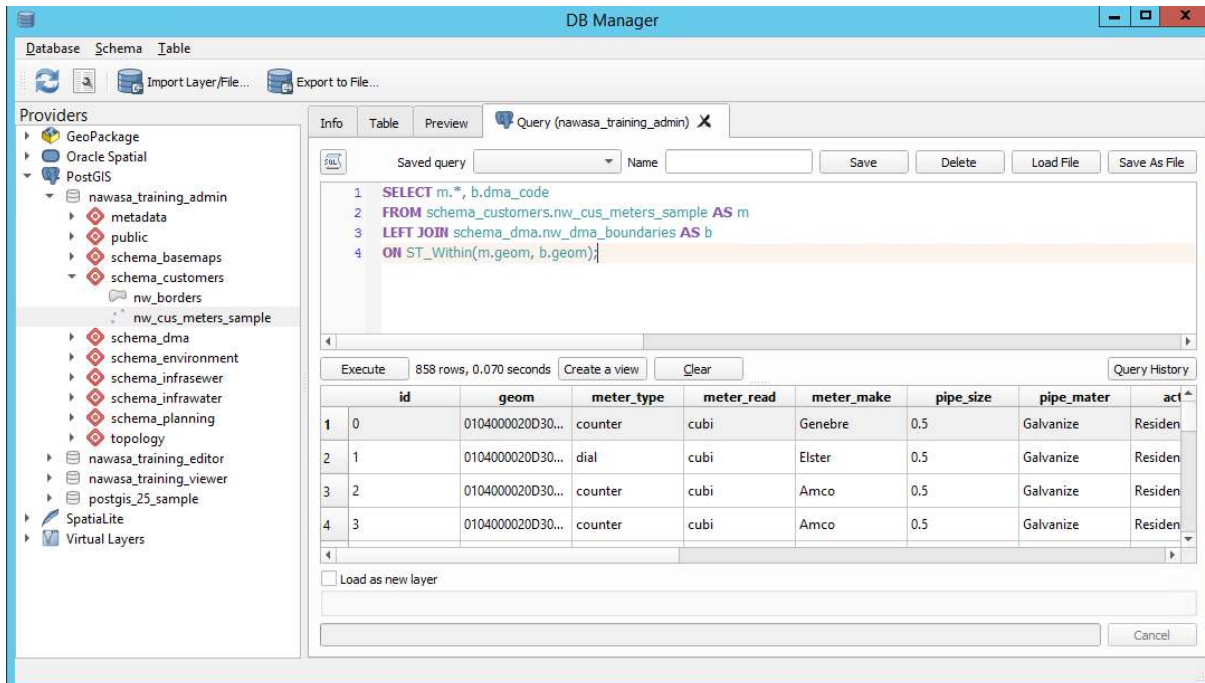 DB Manager
Database Schema Table
Import Layer/File... Export to File...
Providers
GeoPackage
Oracle Spatial
PostGIS
nawasa_training_admin
metadata
public
schema_basemaps
schema_customers
nw_borders
nw_cus_meters_sample
schema_dma
schema_environment
schema_infrasewer
schema_infrawater
schema_planning
topology
nawasa_training_editor
nawasa_training_viewer
postgis_25_sample
SpatiaLite
Virtual Layers
Info Table Preview Query (nawasa_training_admin)
SQL Saved query Name Save Delete Load File Save As File
1 SELECT m.*, b.dma_code
2 FROM schema_customers.nw_cus_meters_sample AS m
3 LEFT JOIN schema_dma.nw_dma_boundaries AS b
4 ON ST_Within(m.geom, b.geom);
Execute 858 rows, 0.070 seconds Create a view Clear Query History
id geom meter_type meter_read meter_make pipe_size pipe_mater act
1 0 0104000020D30... counter cubi Genebre 0.5 Galvanize Residen
2 1 0104000020D30... dial cubi Elster 0.5 Galvanize Residen
3 2 0104000020D30... counter cubi Amco 0.5 Galvanize Residen
4 3 0104000020D30... counter cubi Amco 0.5 Galvanize Residen
Load as new layer
Cancel